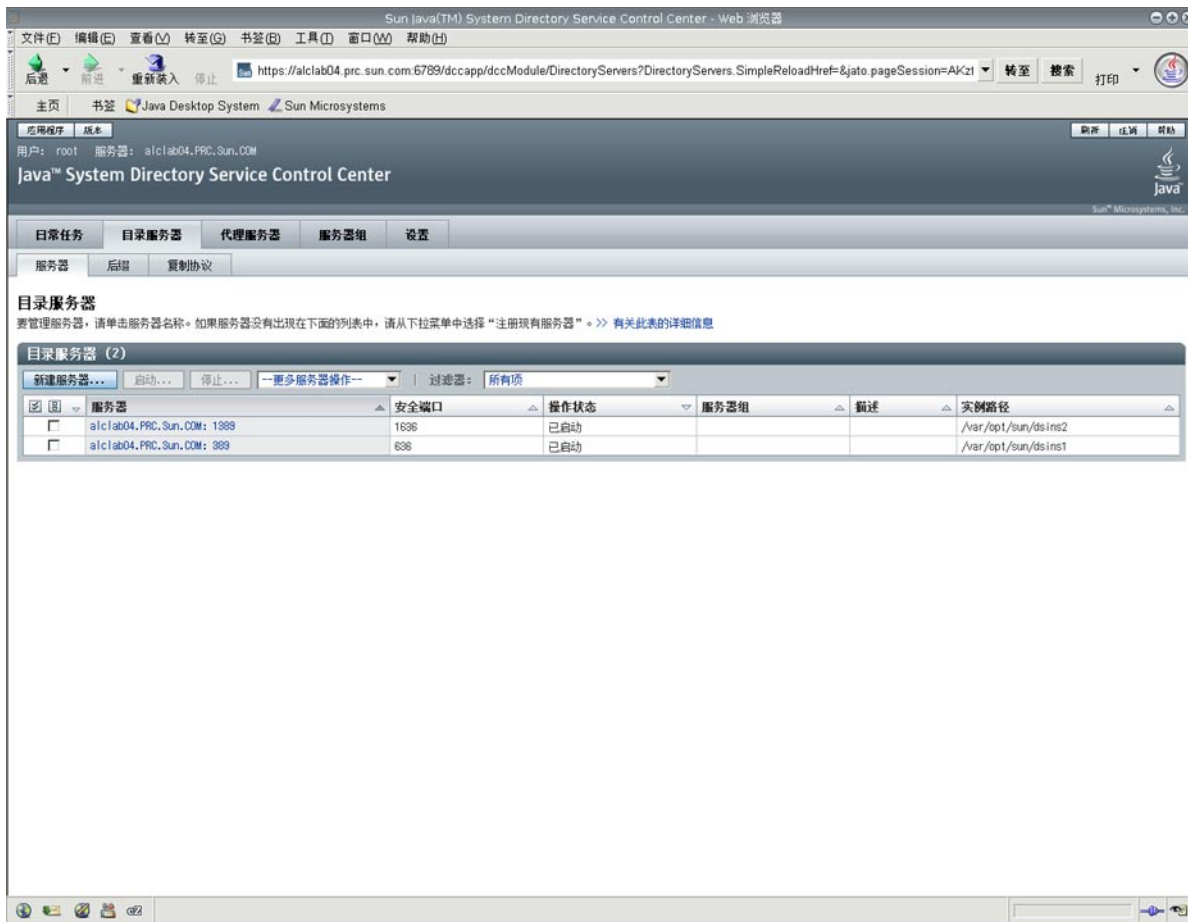 Sun Java(TM) System Directory Service Control Center - Web 浏览器
文件(F) 编辑(E) 查看(V) 转至(G) 书签(B) 工具(T) 窗口(W) 帮助(H)
后退 前进 重新装入 停止 https://alclab04.prc.sun.com:6789/dccapp/dccModule/DirectoryServers?DirectoryServers.SimpleReloadHref=&jato.pageSession=AKzt 转至 搜索 打印
主页 书签 Java Desktop System Sun Microsystems
应用程序 版本 刷新 注销 帮助
用户: root 服务器: alclab04.PRC.Sun.COM
Java™ System Directory Service Control Center
Java
Sun™ Microsystems, Inc.
日常任务 目录服务器 代理服务器 服务器组 设置
服务器 后缀 复制协议
目录服务器
要管理服务器，请单击服务器名称。如果服务器没有出现在下面的列表中，请从下拉菜单中选择“注册现有服务器”。>> 有关此表的详细信息
目录服务器 (2)
新建服务器... 启动... 停止... --更多服务器操作-- | 过滤器: 所有项
服务器 安全端口 操作状态 服务器组 描述 实例路径
alclab04.PRC.Sun.COM: 1389 1636 已启动 /var/opt/sun/dsins2
alclab04.PRC.Sun.COM: 389 636 已启动 /var/opt/sun/dsins1